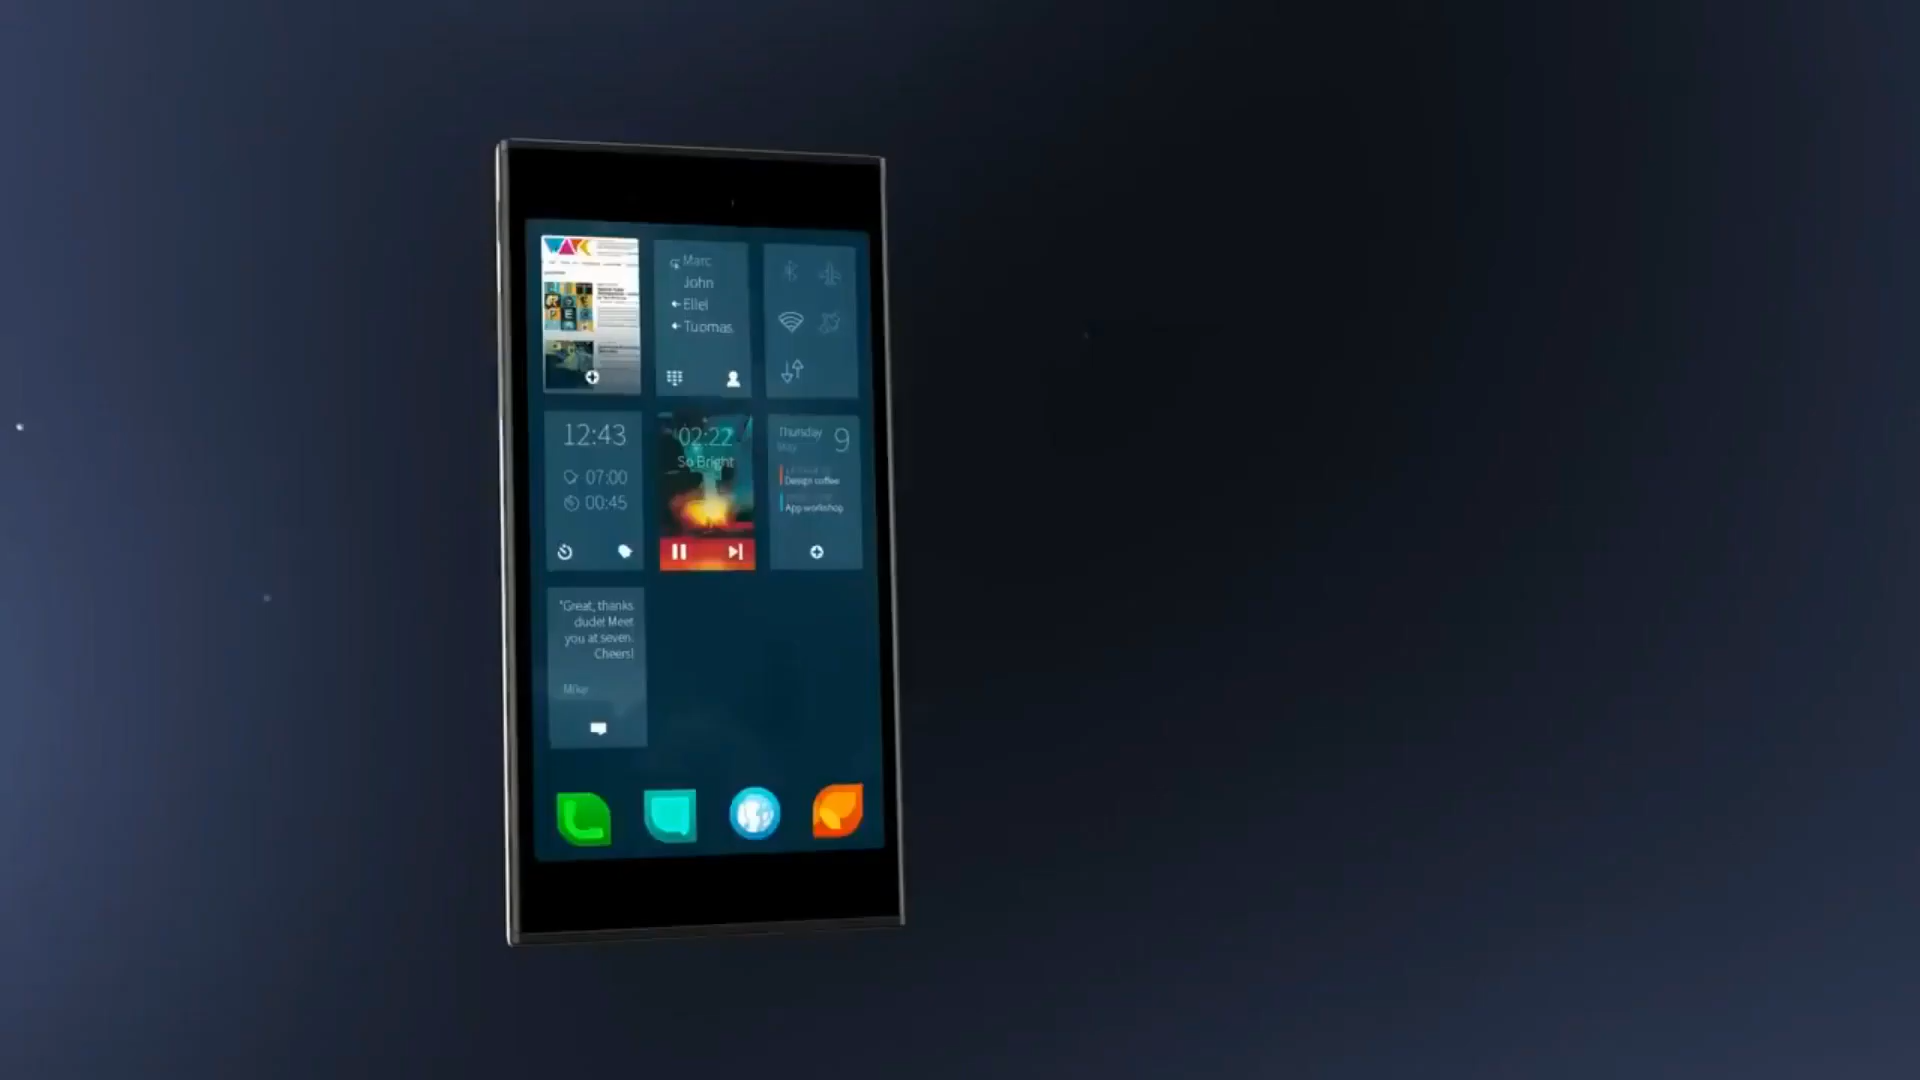 Marc
John
Ellel
Tuomas
12:43
07:00
00:45
02:22
So Bright
Thursday 9
May
Design coffee
App workshop
"Great, thanks
dude! Meet
you at seven.
Cheers!
Mike